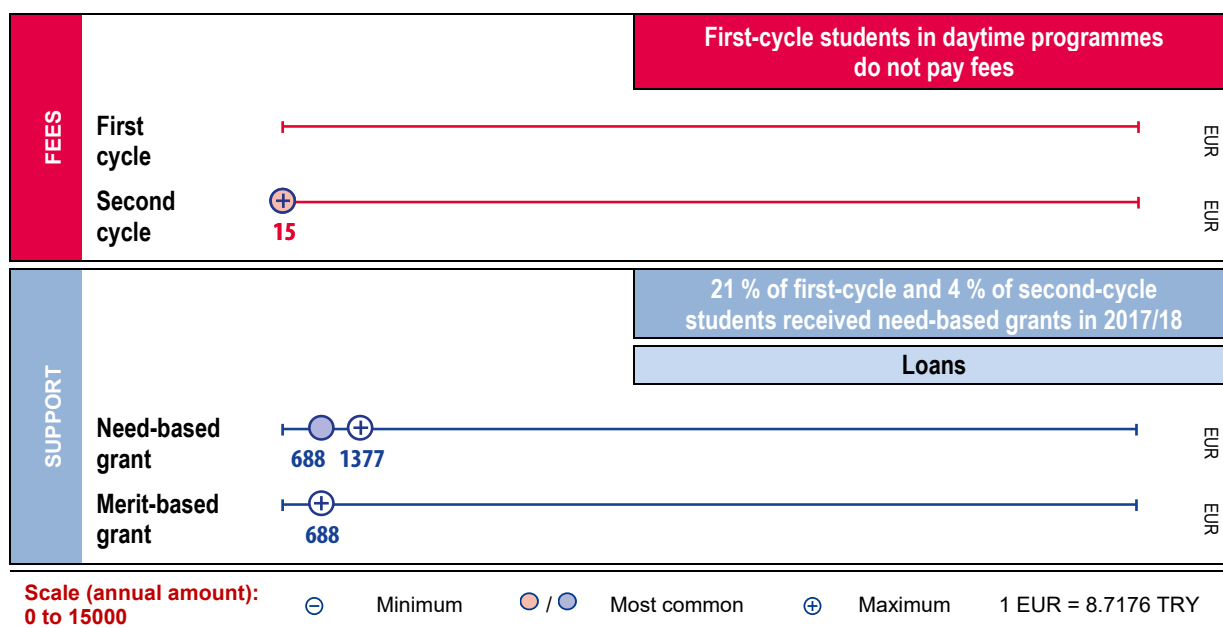 First-cycle students in daytime programmes
do not pay fees
FEES
First
cycle
EUR
Second
cycle
15
EUR
21 % of first-cycle and 4 % of second-cycle
students received need-based grants in 2017/18
Loans
SUPPORT
Need-based
grant
688 1377
EUR
Merit-based
grant
688
EUR
Scale (annual amount):
0 to 15000
Minimum / Most common Maximum 1 EUR = 8.7176 TRY